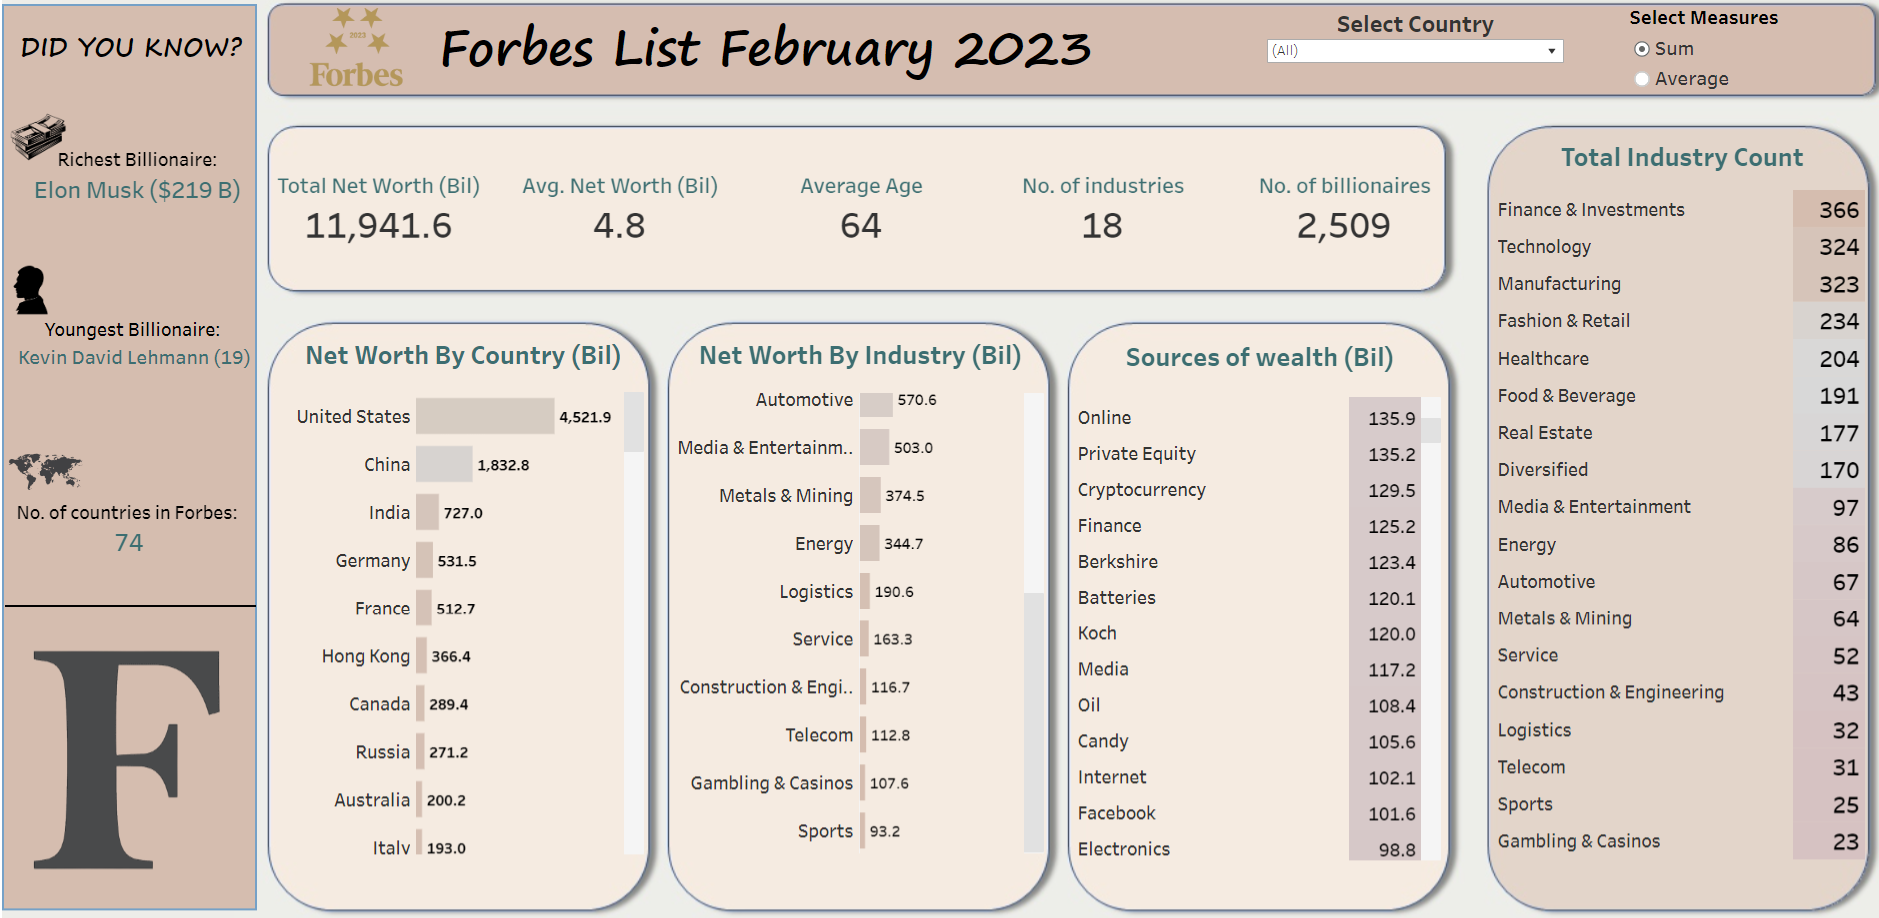 DID YOU KNOW?
Richest Billionaire:
Elon Musk ($219 B)
Youngest Billionaire:
Kevin David Lehmann (19)
No. of countries in Forbes:
74
F
2023
Forbes
Forbes List February 2023
Select Country
(All)
Select Measures
Sum
Average
Total Net Worth (Bil)
11,941.6
Avg. Net Worth (Bil)
4.8
Average Age
64
No. of industries
18
No. of billionaires
2,509
Net Worth By Country (Bil)
United States 4,521.9
China 1,832.8
India 727.0
Germany 531.5
France 512.7
Hong Kong 366.4
Canada 289.4
Russia 271.2
Australia 200.2
Italy 193.0
Net Worth By Industry (Bil)
Automotive 570.6
Media & Entertainm.. 503.0
Metals & Mining 374.5
Energy 344.7
Logistics 190.6
Service 163.3
Construction & Engi.. 116.7
Telecom 112.8
Gambling & Casinos 107.6
Sports 93.2
Sources of wealth (Bil)
Online 135.9
Private Equity 135.2
Cryptocurrency 129.5
Finance 125.2
Berkshire 123.4
Batteries 120.1
Koch 120.0
Media 117.2
Oil 108.4
Candy 105.6
Internet 102.1
Facebook 101.6
Electronics 98.8
Total Industry Count
Finance & Investments 366
Technology 324
Manufacturing 323
Fashion & Retail 234
Healthcare 204
Food & Beverage 191
Real Estate 177
Diversified 170
Media & Entertainment 97
Energy 86
Automotive 67
Metals & Mining 64
Service 52
Construction & Engineering 43
Logistics 32
Telecom 31
Sports 25
Gambling & Casinos 23